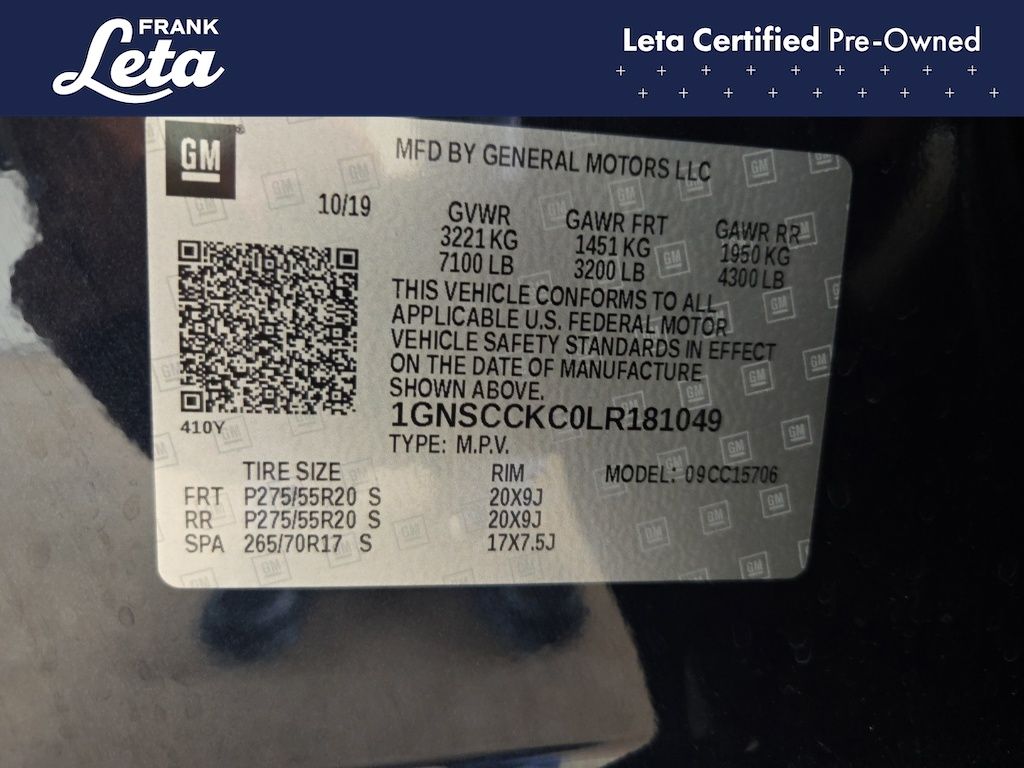 FRANK
Leta
Leta Certified Pre-Owned
GM
MFD BY GENERAL MOTORS LLC
10/19
GVWR GAWR FRT GAWR RR
3221 KG 1451 KG 1950 KG
7100 LB 3200 LB 4300 LB
THIS VEHICLE CONFORMS TO ALL
APPLICABLE U.S. FEDERAL MOTOR
VEHICLE SAFETY STANDARDS IN EFFECT
ON THE DATE OF MANUFACTURE
SHOWN ABOVE.
1GNSCCKC0LR181049
410Y
TYPE: M.P.V.
TIRE SIZE RIM MODEL: 09CC15706
FRT P275/55R20 S 20X9J
RR P275/55R20 S 20X9J
SPA 265/70R17 S 17X7.5J